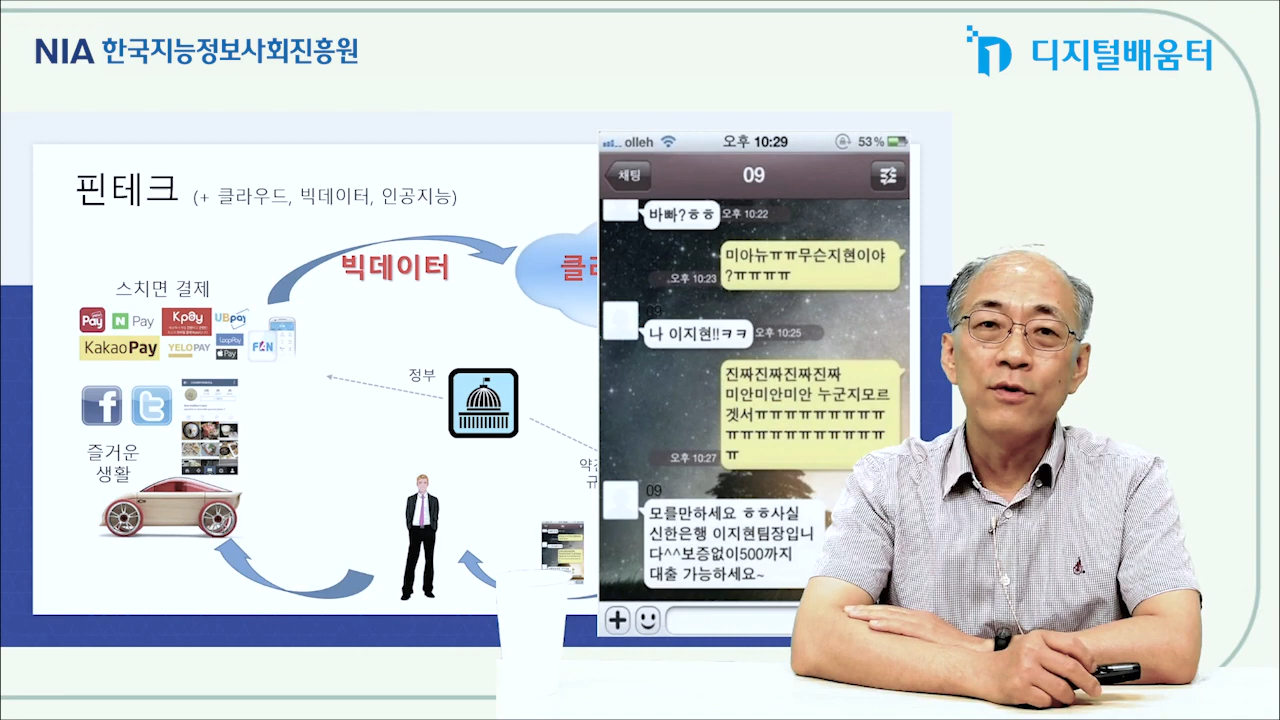 NIA 한국지능정보사회진흥원
디지털배움터
핀테크 (+ 클라우드, 빅데이터, 인공지능)
빅데이터
클
스치면 결제
Pay
N Pay
Kpay
UBpay
KakaoPay
YELOPAY
LoopPay
Pay
FAN
정부
즐거운
생활
olleh
오후 10:29
53%
채팅
09
바빠?ㅎㅎ
오후 10:22
미아뉴ㅠㅠ무슨지현이야
?ㅠㅠㅠㅠ
오후 10:23
09
나 이지현!!ㅋㅋ
오후 10:25
진짜진짜진짜진짜
미안미안미안 누군지모르
겟서ㅠㅠㅠㅠㅠㅠㅠㅠㅠ
ㅠㅠㅠㅠㅠㅠㅠㅠㅠㅠㅠ
ㅠ
오후 10:27
09
모를만하세요 ㅎㅎ사실
신한은행 이지현팀장입니
다^^보증없이500까지
대출 가능하세요~